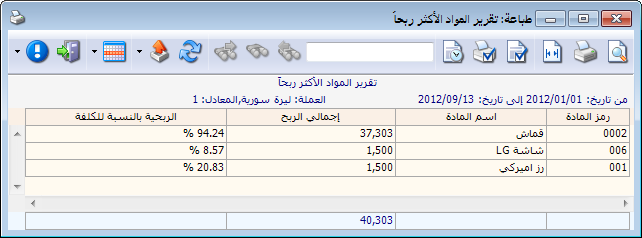 طباعة: تقرير المواد الأكثر ربحاً
تقرير المواد الأكثر ربحاً
من تاريخ: 2012/01/01 إلى تاريخ: 2012/09/13 العملة: ليرة سورية,المعادل: 1
رمز المادة اسم المادة إجمالي الربح الربحية بالنسبة للكلفة
0002 قماش 37,303 94.24 %
006 شاشة LG 1,500 8.57 %
001 رز اميركي 1,500 20.83 %
40,303